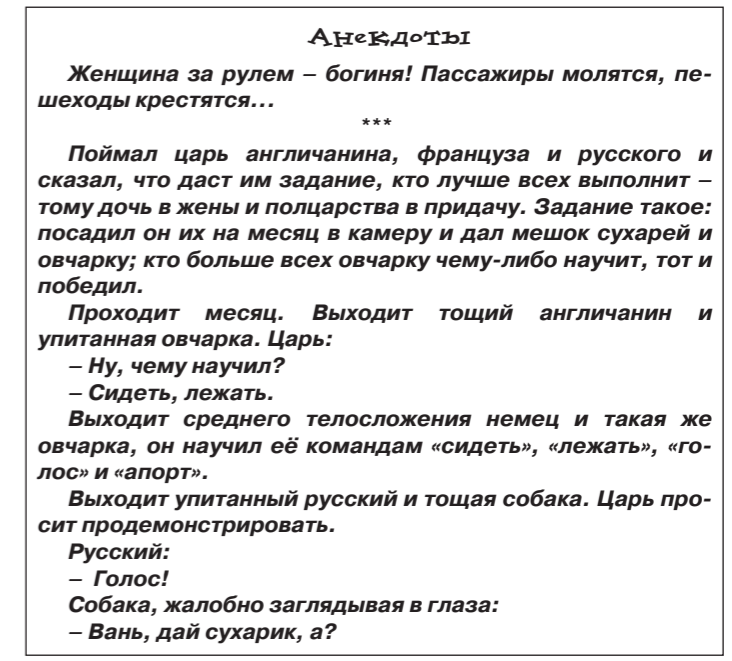 Анекдоты
Женщина за рулем – богиня! Пассажиры молятся, пе-
шеходы крестятся...
***
Поймал царь англичанина, француза и русского и
сказал, что даст им задание, кто лучше всех выполнит –
тому дочь в жены и полцарства в придачу. Задание такое:
посадил он их на месяц в камеру и дал мешок сухарей и
овчарку; кто больше всех овчарку чему-либо научит, тот и
победил.
Проходит месяц. Выходит тощий англичанин и
упитанная овчарка. Царь:
– Ну, чему научил?
– Сидеть, лежать.
Выходит среднего телосложения немец и такая же
овчарка, он научил её командам «сидеть», «лежать», «го-
лос» и «апорт».
Выходит упитанный русский и тощая собака. Царь про-
сит продемонстрировать.
Русский:
– Голос!
Собака, жалобно заглядывая в глаза:
– Вань, дай сухарик, а?